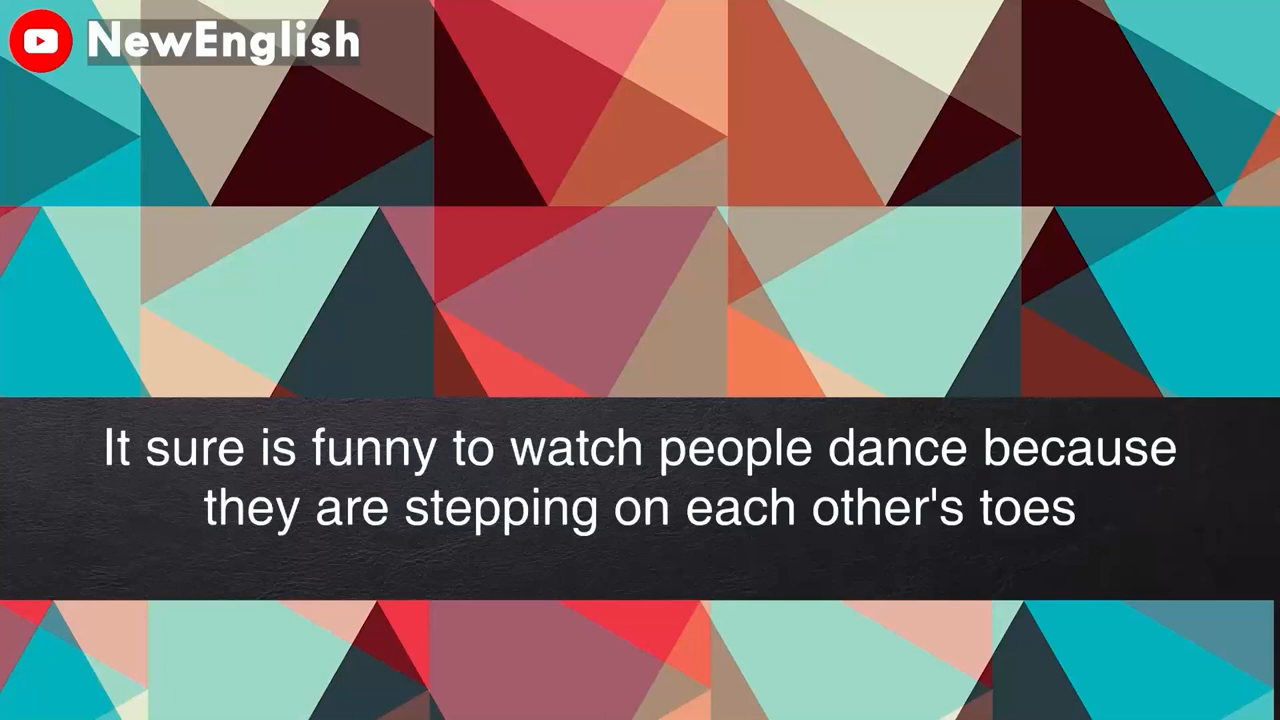 NewEnglish
It sure is funny to watch people dance because
they are stepping on each other's toes